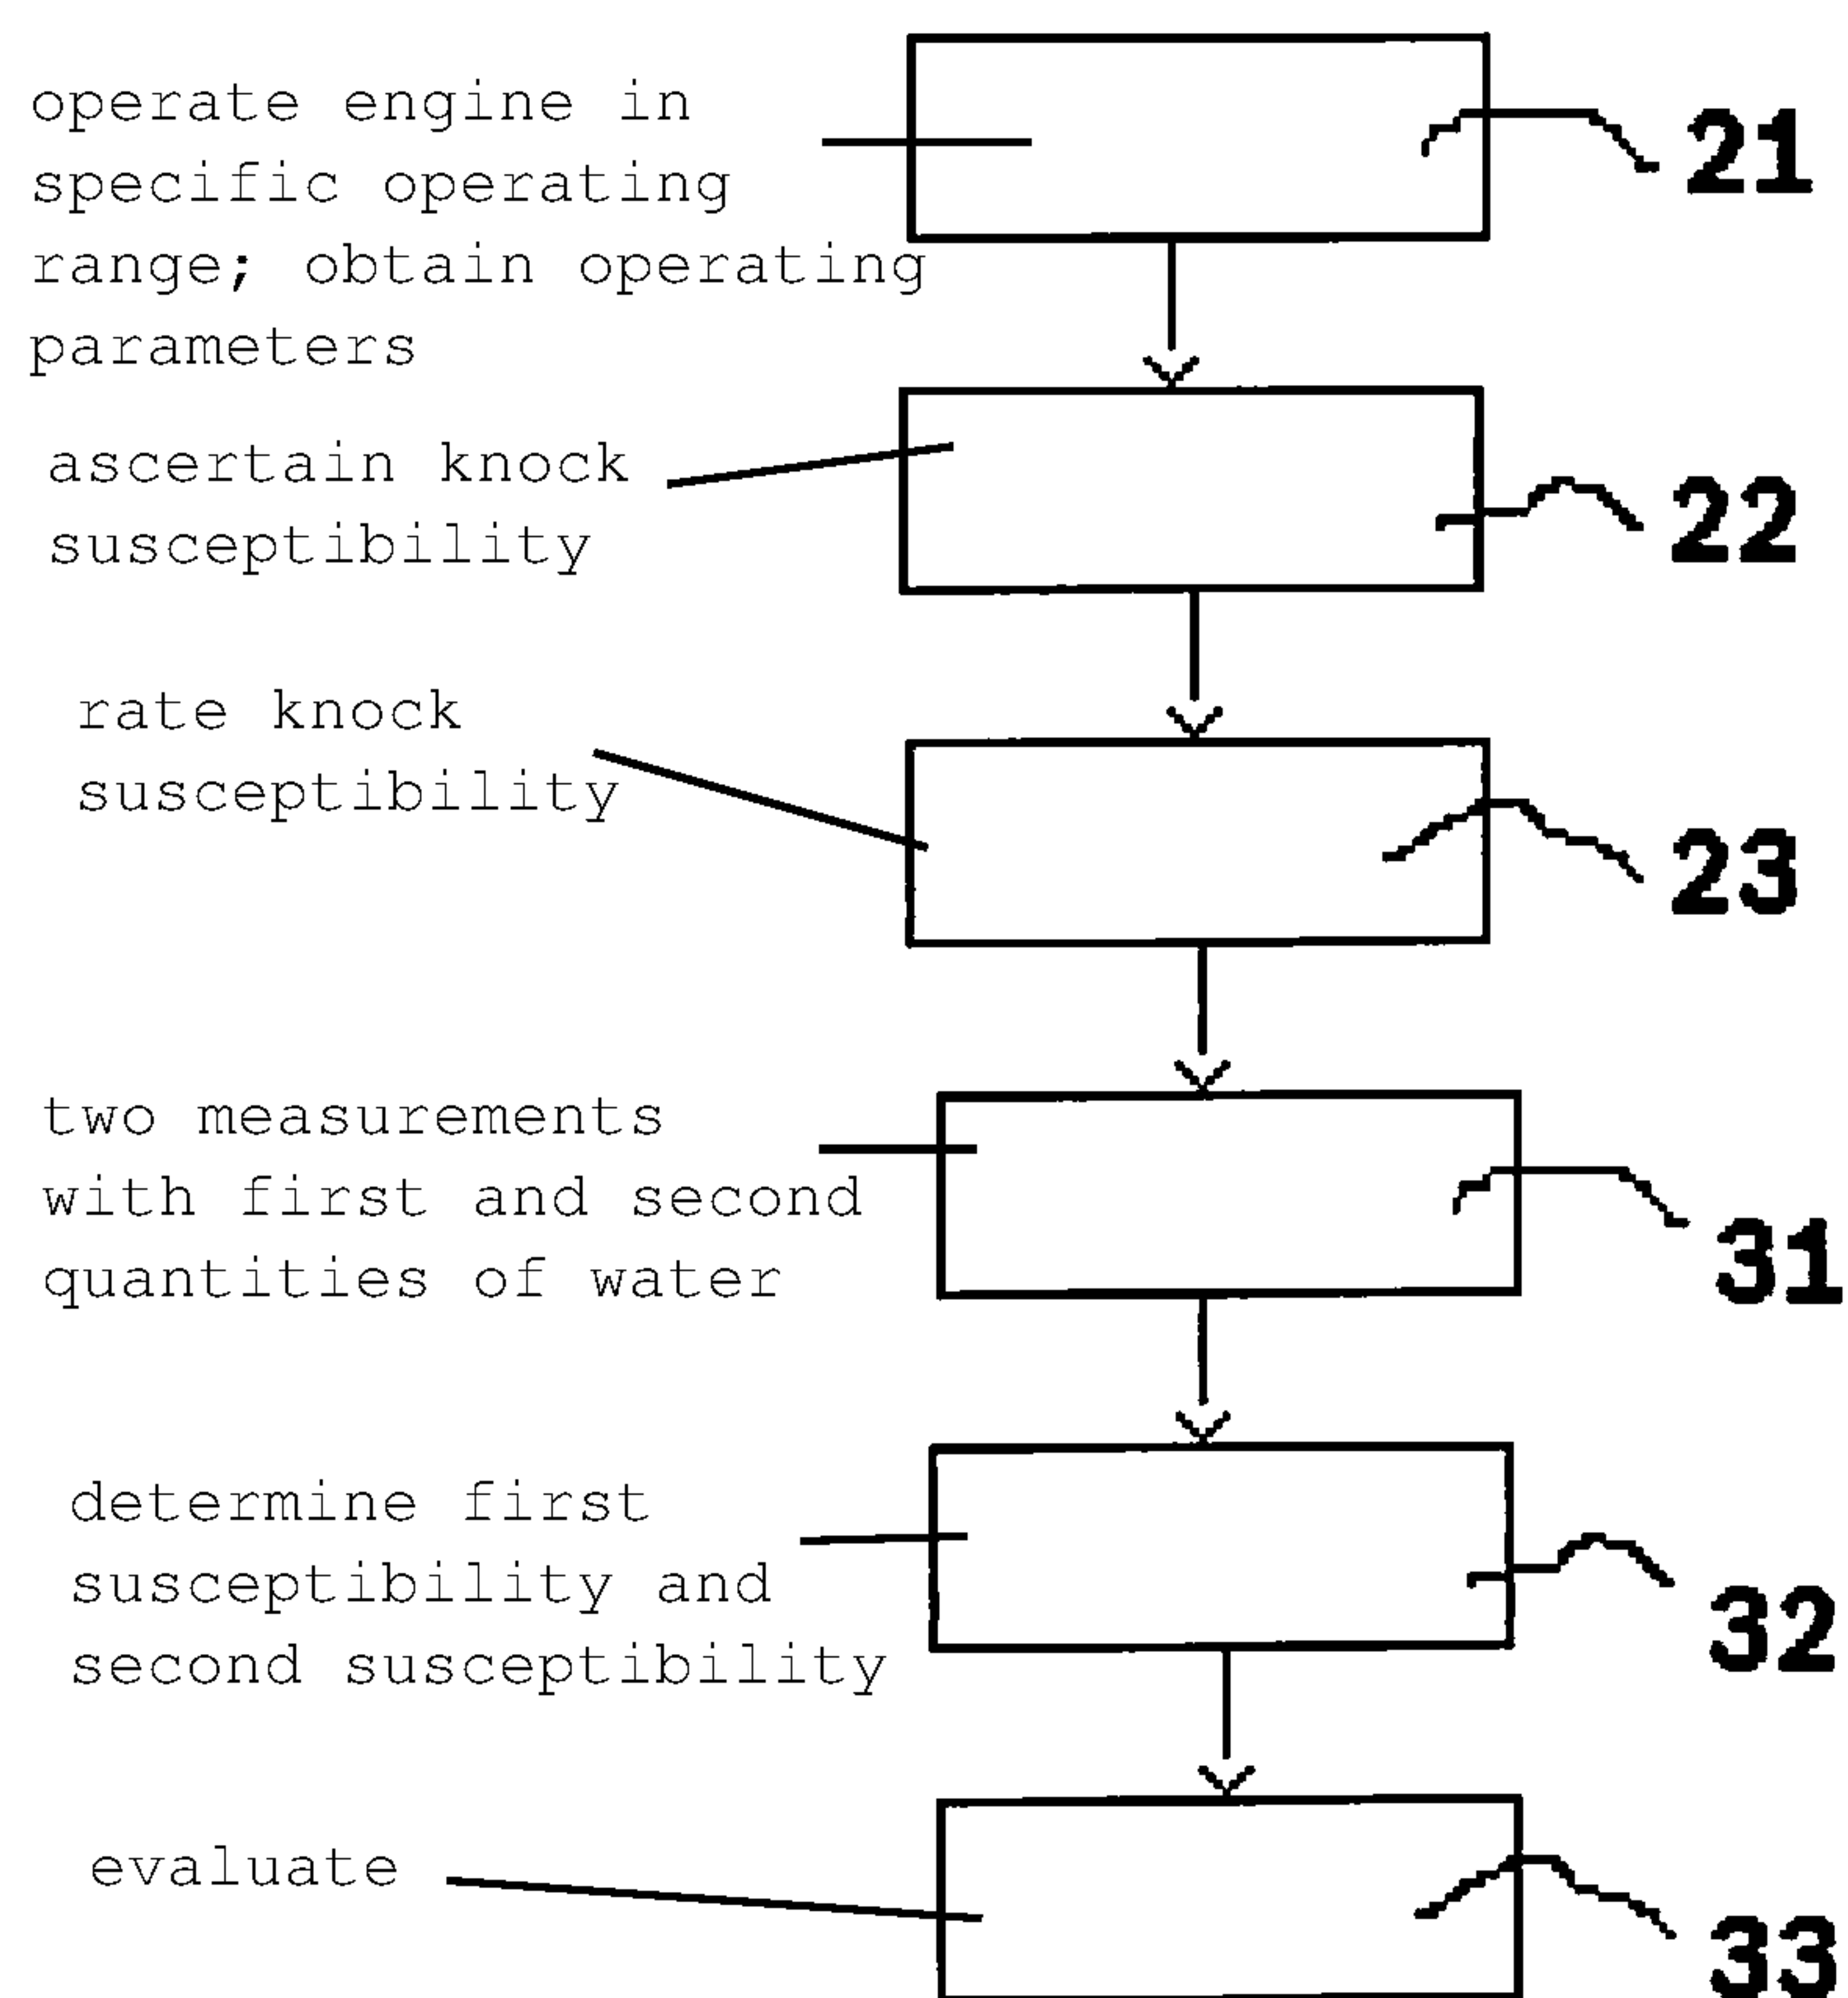 operate engine in
specific operating
range; obtain operating
parameters
21
ascertain knock
susceptibility
22
rate knock
susceptibility
23
two measurements
with first and second
quantities of water
31
determine first
susceptibility and
second susceptibility
32
evaluate
33